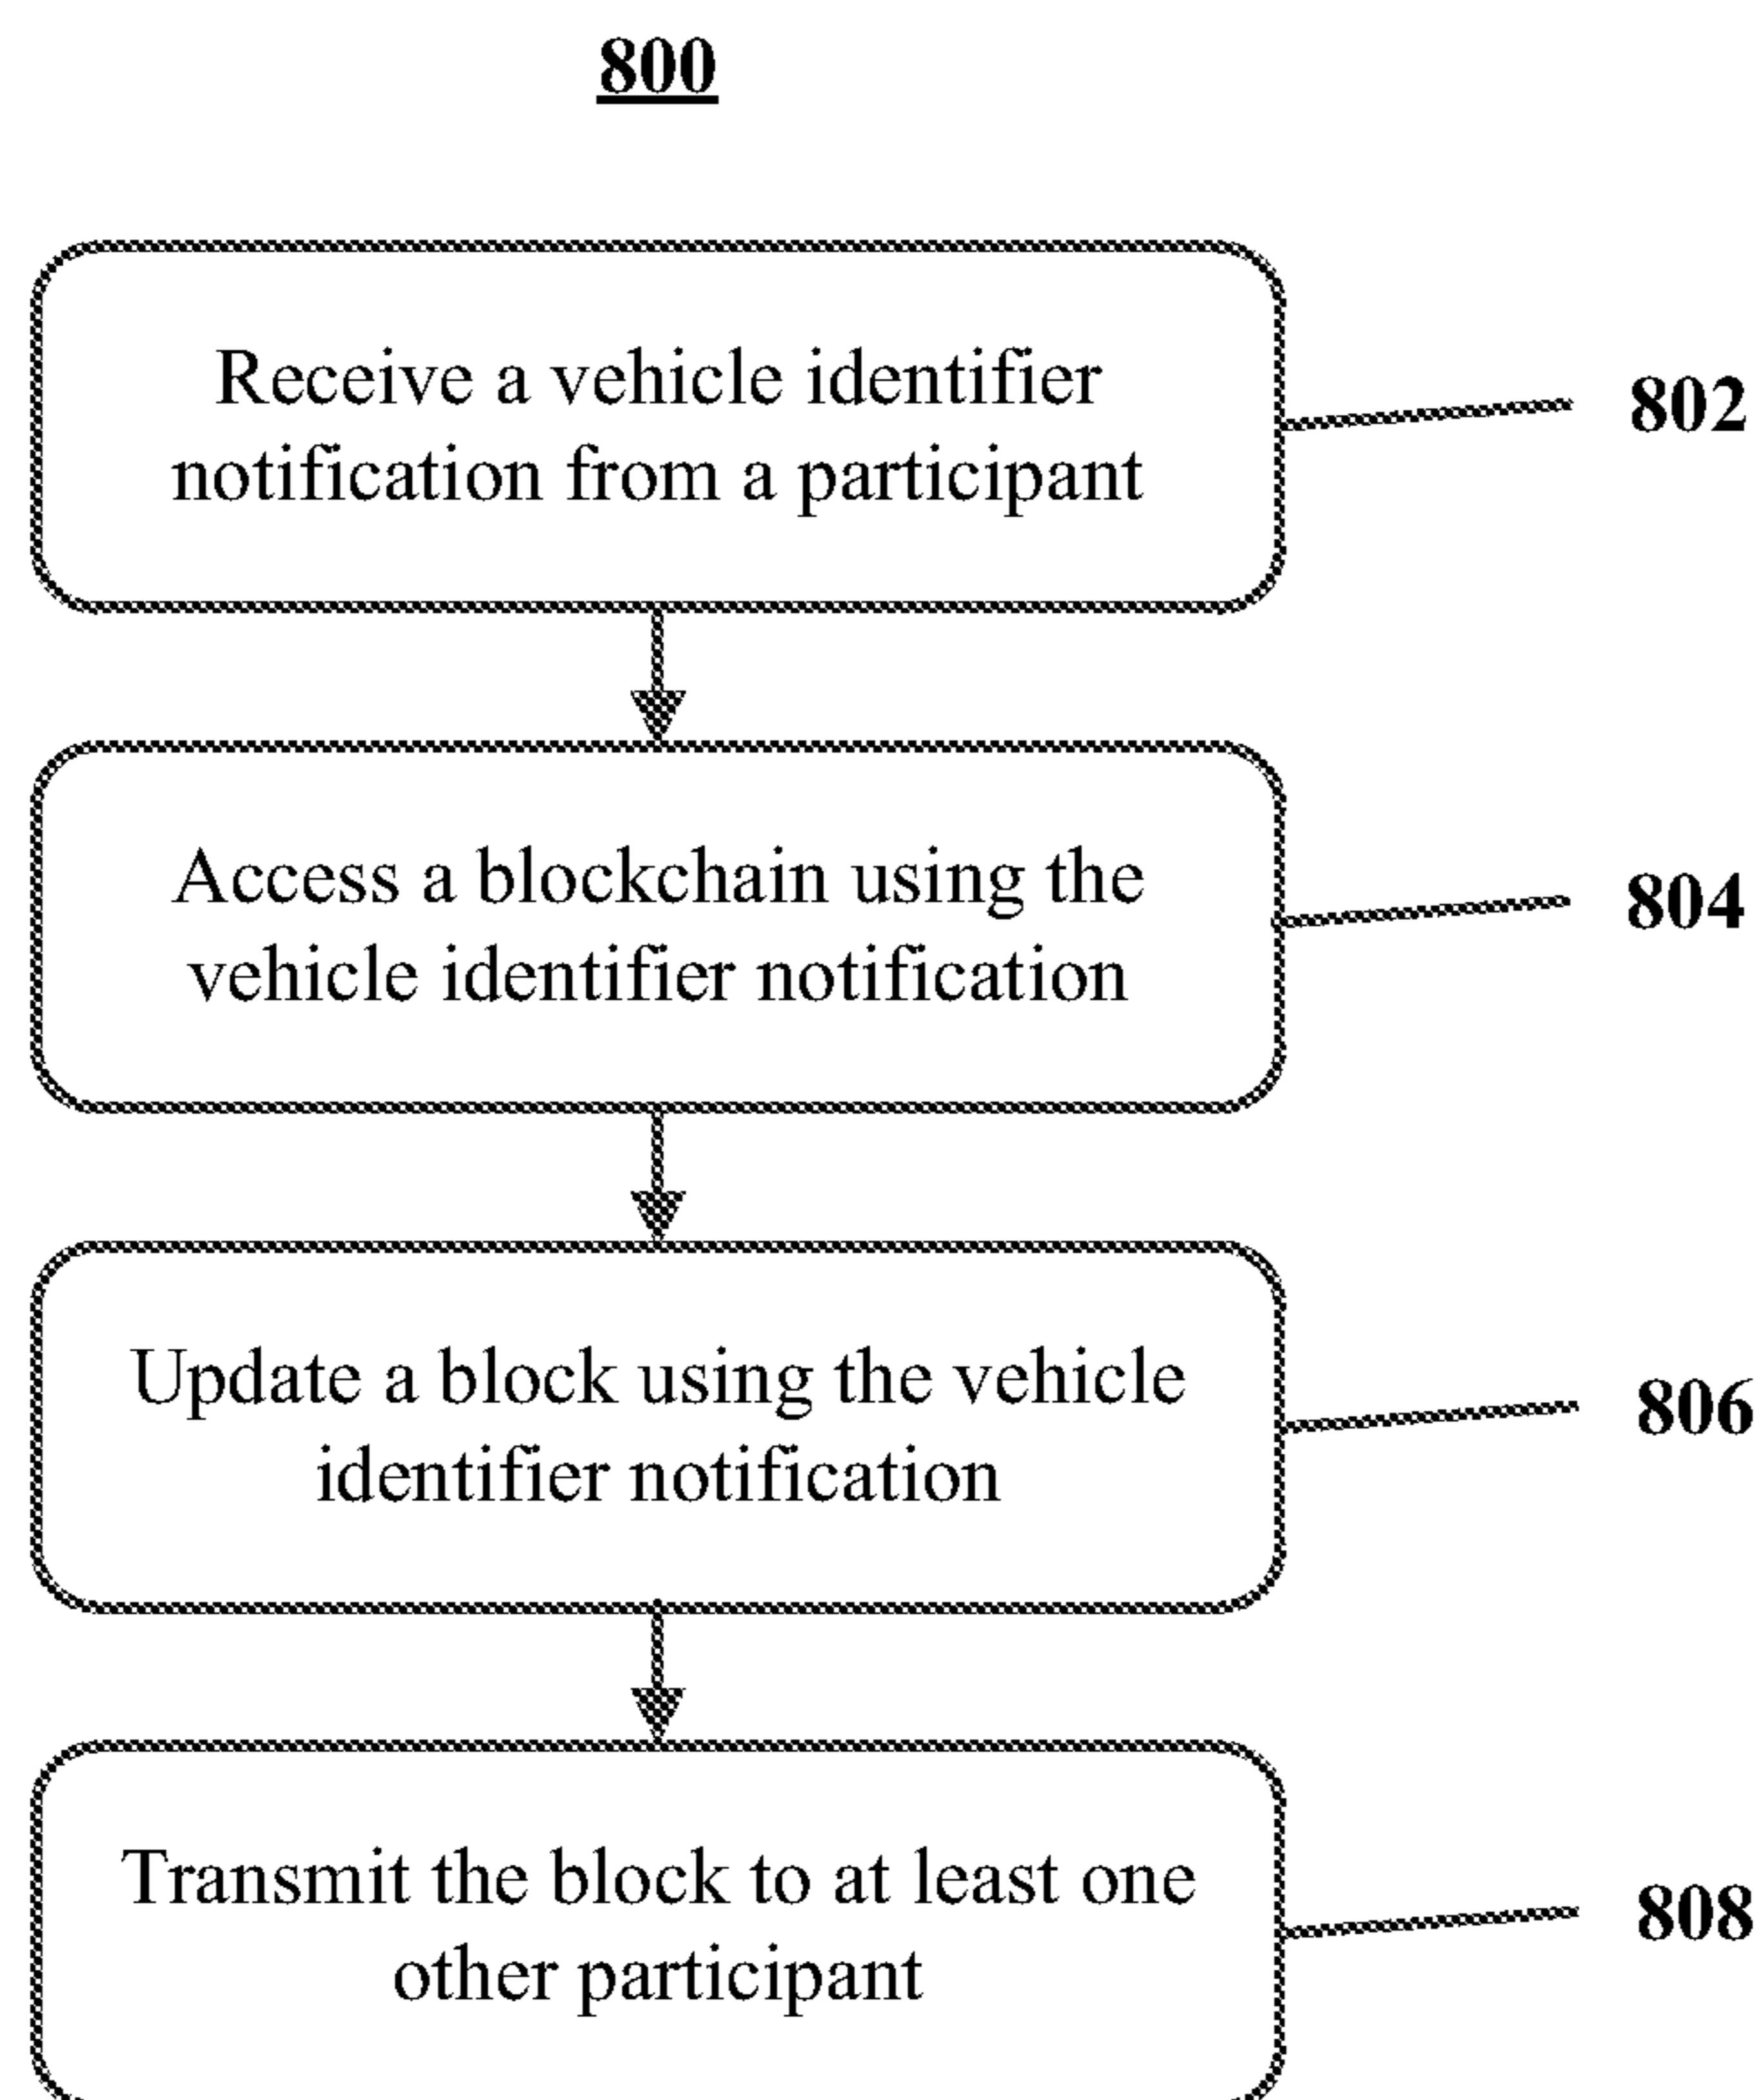 800
Receive a vehicle identifier
notification from a participant
802
Access a blockchain using the
vehicle identifier notification
804
Update a block using the vehicle
identifier notification
806
Transmit the block to at least one
other participant
808